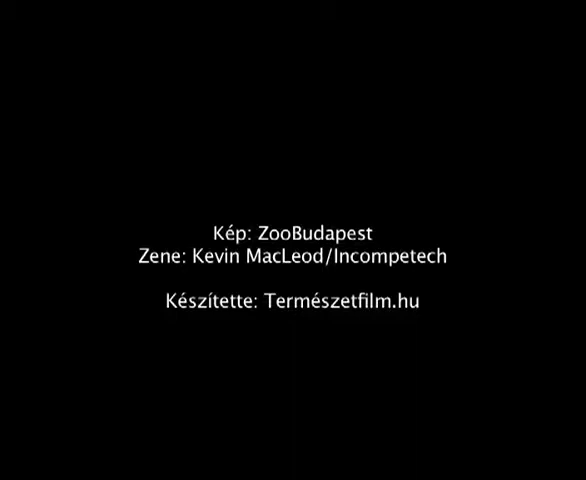 Kép: ZooBudapest
Zene: Kevin MacLeod/Incompetech
Készítette: Természetfilm.hu